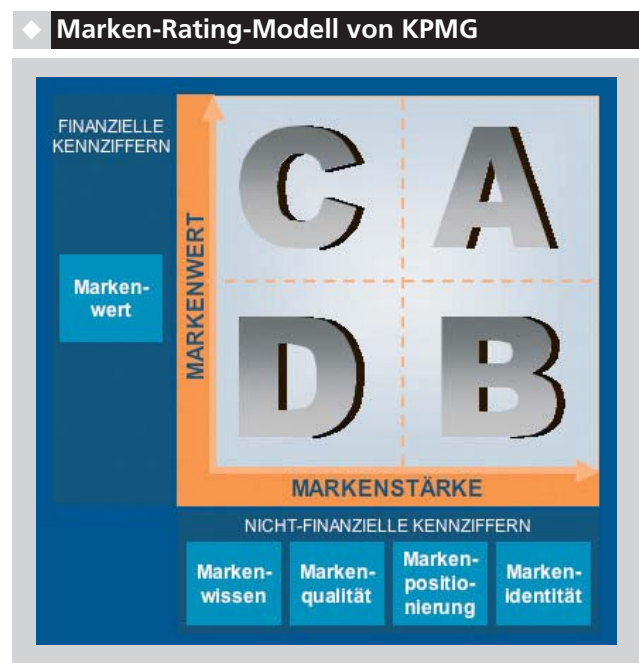 Marken-Rating-Modell von KPMG
FINANZIELLE
KENNZIFFERN
Marken-
wert
MARKENWERT
C
A
D
B
MARKENSTÄRKE
NICHT-FINANZIELLE KENNZIFFERN
Marken-
wissen
Marken-
qualität
Marken-
positio-
nierung
Marken-
identität